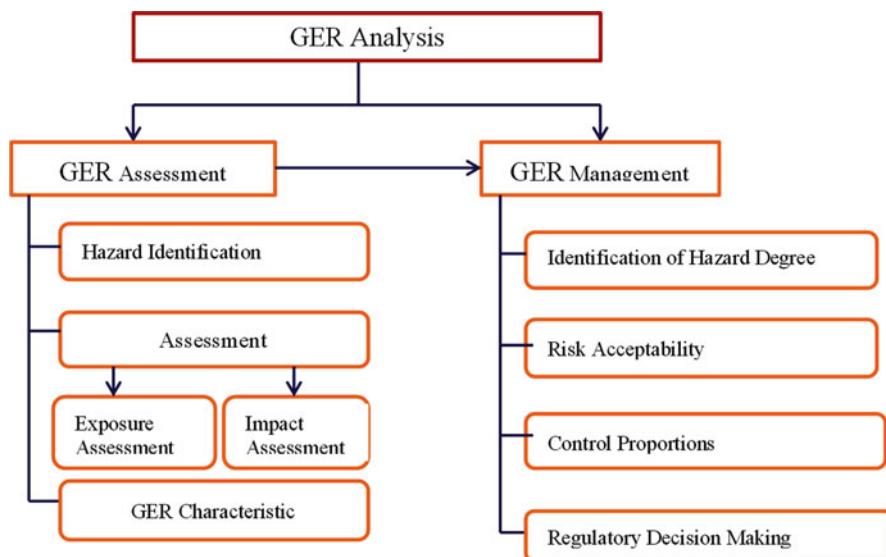 GER Analysis
GER Assessment
GER Management
Hazard Identification
Assessment
Exposure
Assessment
Impact
Assessment
GER Characteristic
Identification of Hazard Degree
Risk Acceptability
Control Proportions
Regulatory Decision Making